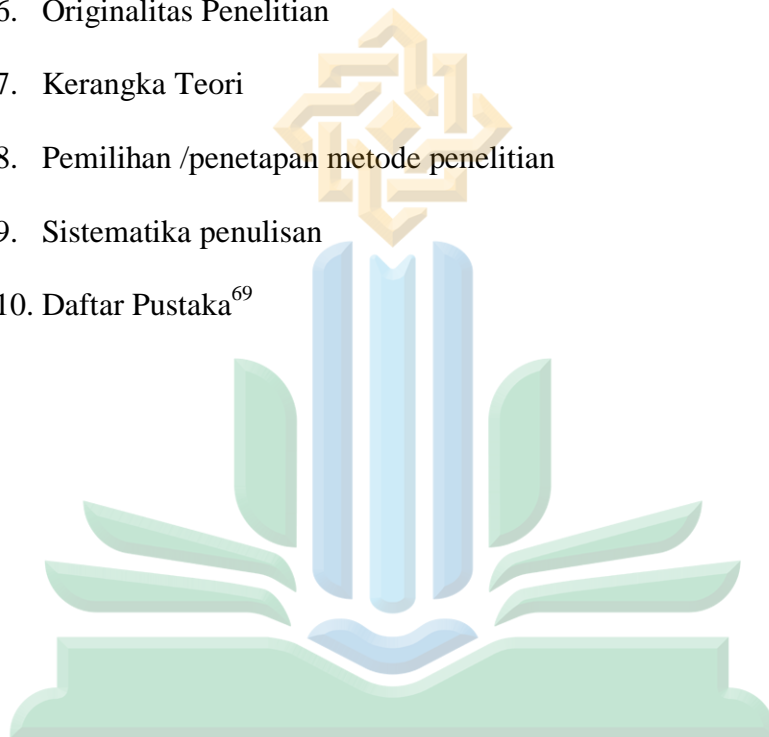 6. Originalitas Penelitian
7. Kerangka Teori
8. Pemilihan /penetapan metode penelitian
9. Sistematika penulisan
10. Daftar Pustaka69